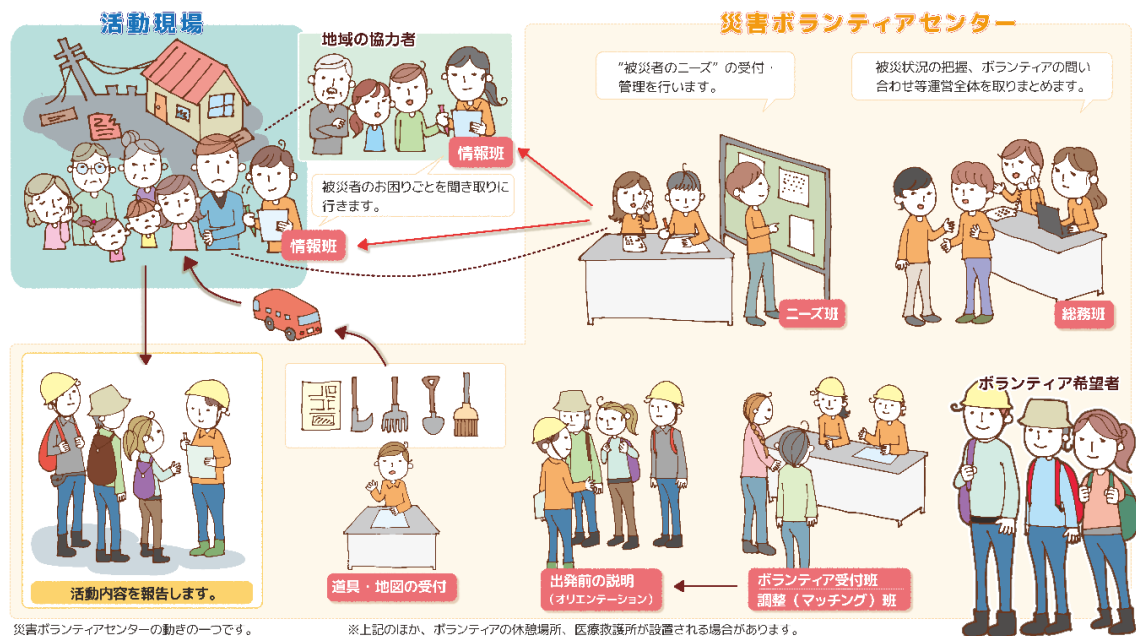 活動現場
災害ボランティアセンター
地域の協力者
“被災者のニーズ”の受付・
管理を行います。
被災状況の把握、ボランティアの問い
合わせ等運営全体を取りまとめます。
情報班
被災者のお困りごとを聞き取りに
行きます。
情報班
ニーズ班
総務班
ボランティア希望者
活動内容を報告します。
道具・地図の受付
出発前の説明
(オリエンテーション)
ボランティア受付班
調整（マッチング）班
災害ボランティアセンターの動きの一つです。
※上記のほか、ボランティアの休憩場所、医療救護所が設置される場合があります。